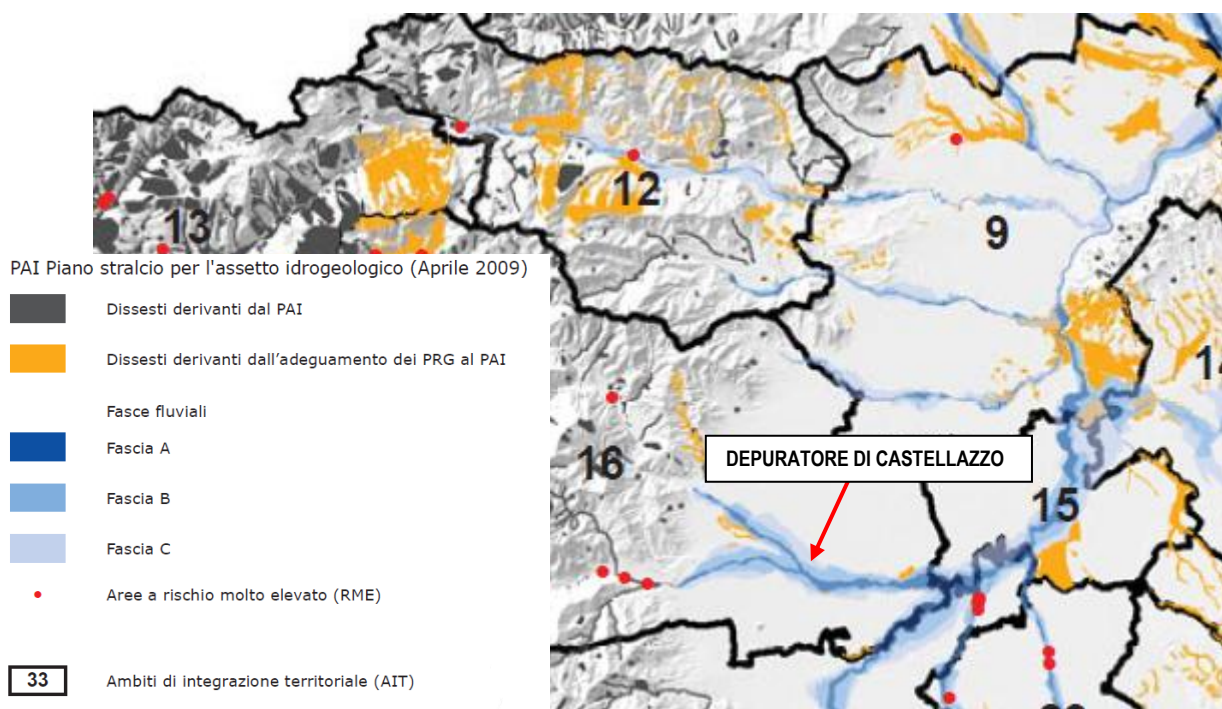 12
13
9
PAI Piano stralcio per l'assetto idrogeologico (Aprile 2009)
Dissesti derivanti dal PAI
Dissesti derivanti dall'adeguamento dei PRG al PAI
Fasce fluviali
Fascia A
Fascia B
Fascia C
Aree a rischio molto elevato (RME)
33 Ambiti di integrazione territoriale (AIT)
16
DEPURATORE DI CASTELLAZZO
15